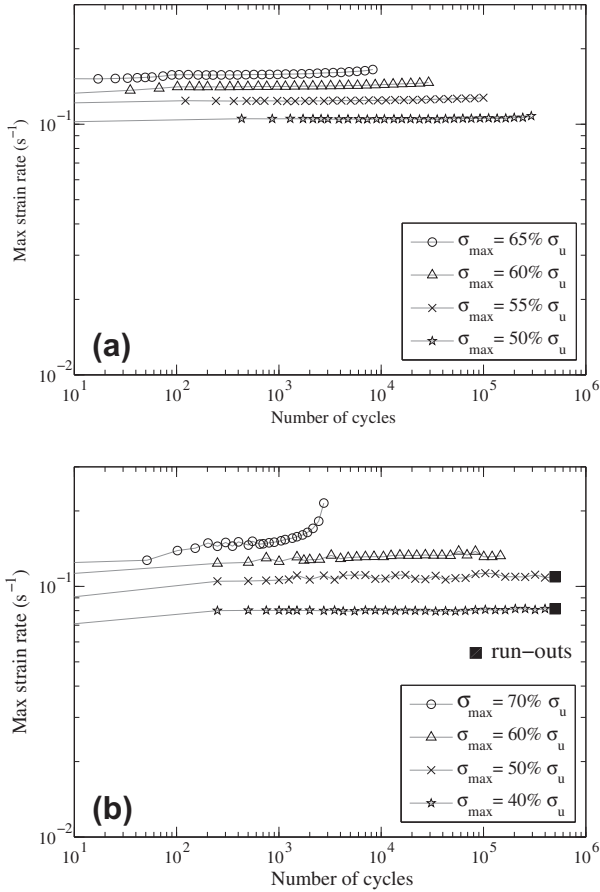 10⁻¹
10⁻²
Max strain rate (s⁻¹)
σmax = 65% σu
σmax = 60% σu
σmax = 55% σu
σmax = 50% σu
(a)
10¹ 10² 10³ 10⁴ 10⁵ 10⁶
Number of cycles
10⁻¹
10⁻²
Max strain rate (s⁻¹)
run−outs
σmax = 70% σu
σmax = 60% σu
σmax = 50% σu
σmax = 40% σu
(b)
10¹ 10² 10³ 10⁴ 10⁵ 10⁶
Number of cycles